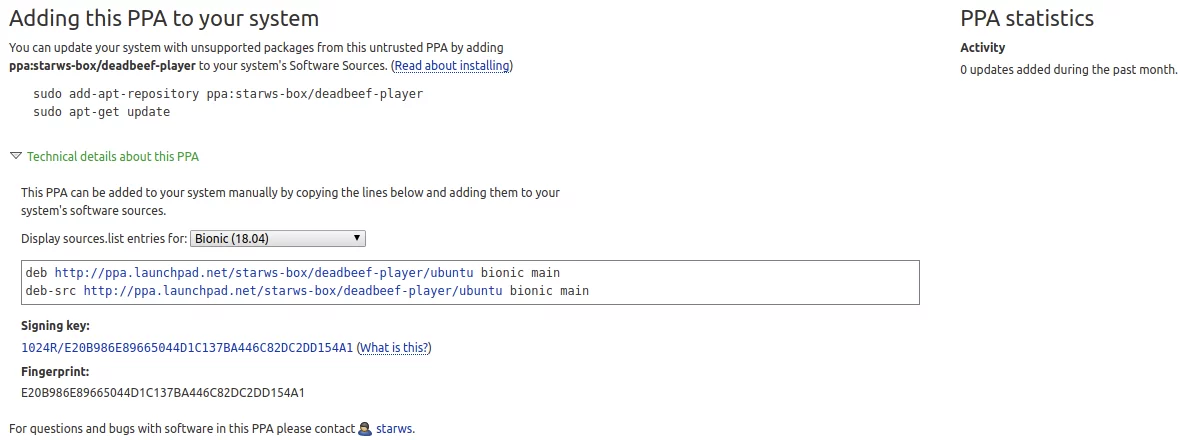 Adding this PPA to your system
You can update your system with unsupported packages from this untrusted PPA by adding
ppa:starws-box/deadbeef-player to your system's Software Sources. (Read about installing)
sudo add-apt-repository ppa:starws-box/deadbeef-player
sudo apt-get update
Technical details about this PPA
This PPA can be added to your system manually by copying the lines below and adding them to your
system's software sources.
Display sources.list entries for: Bionic (18.04)
deb http://ppa.launchpad.net/starws-box/deadbeef-player/ubuntu bionic main
deb-src http://ppa.launchpad.net/starws-box/deadbeef-player/ubuntu bionic main
Signing key:
1024R/E20B986E89665044D1C137BA446C82DC2DD154A1 (What is this?)
Fingerprint:
E20B986E89665044D1C137BA446C82DC2DD154A1
For questions and bugs with software in this PPA please contact starws.
PPA statistics
Activity
0 updates added during the past month.